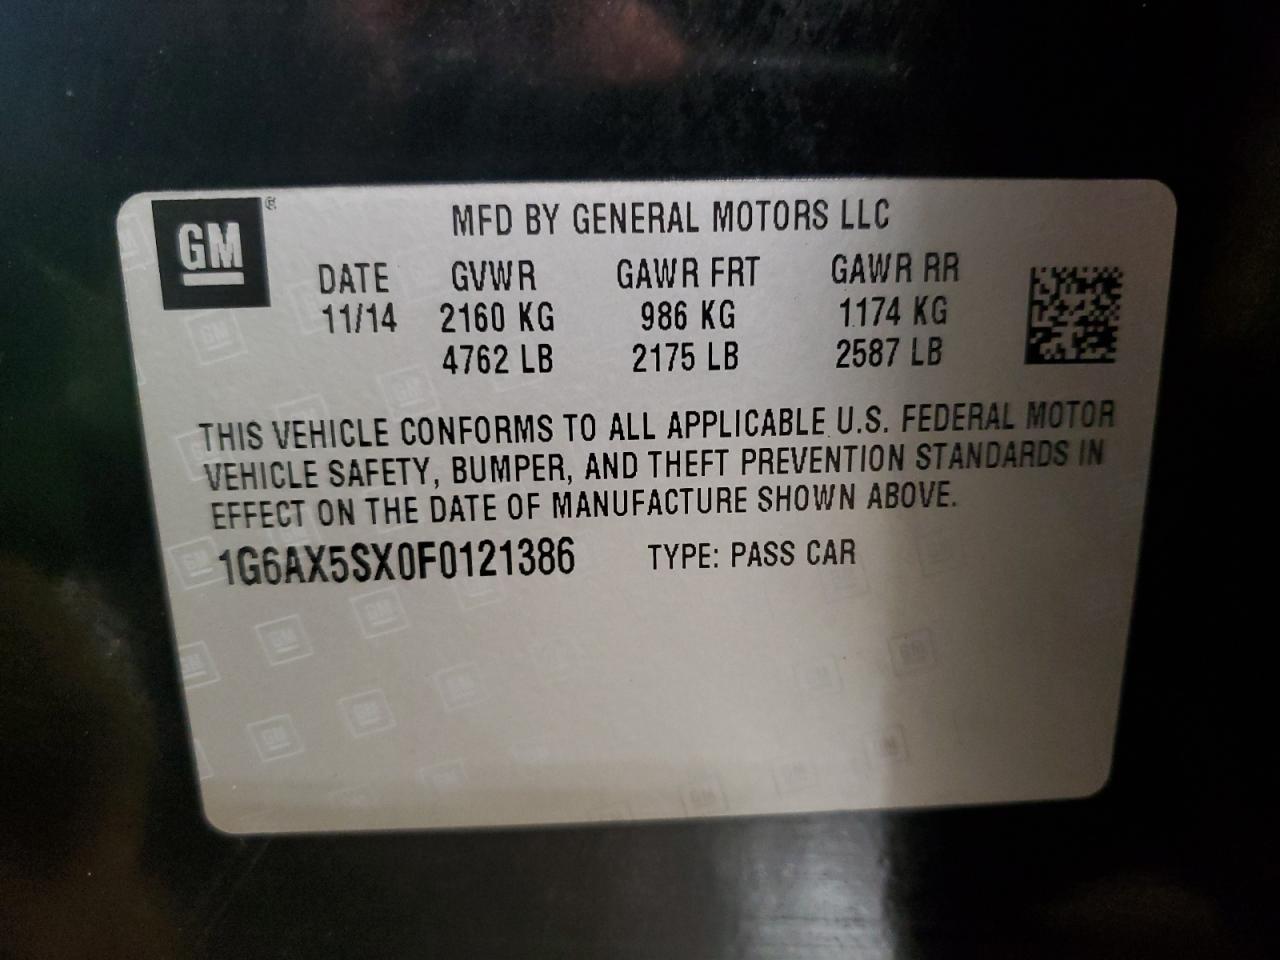 GM®
MFD BY GENERAL MOTORS LLC
DATE GVWR GAWR FRT GAWR RR
11/14 2160 KG 986 KG 1174 KG
4762 LB 2175 LB 2587 LB
THIS VEHICLE CONFORMS TO ALL APPLICABLE U.S. FEDERAL MOTOR
VEHICLE SAFETY, BUMPER, AND THEFT PREVENTION STANDARDS IN
EFFECT ON THE DATE OF MANUFACTURE SHOWN ABOVE.
1G6AX5SX0F0121386 TYPE: PASS CAR